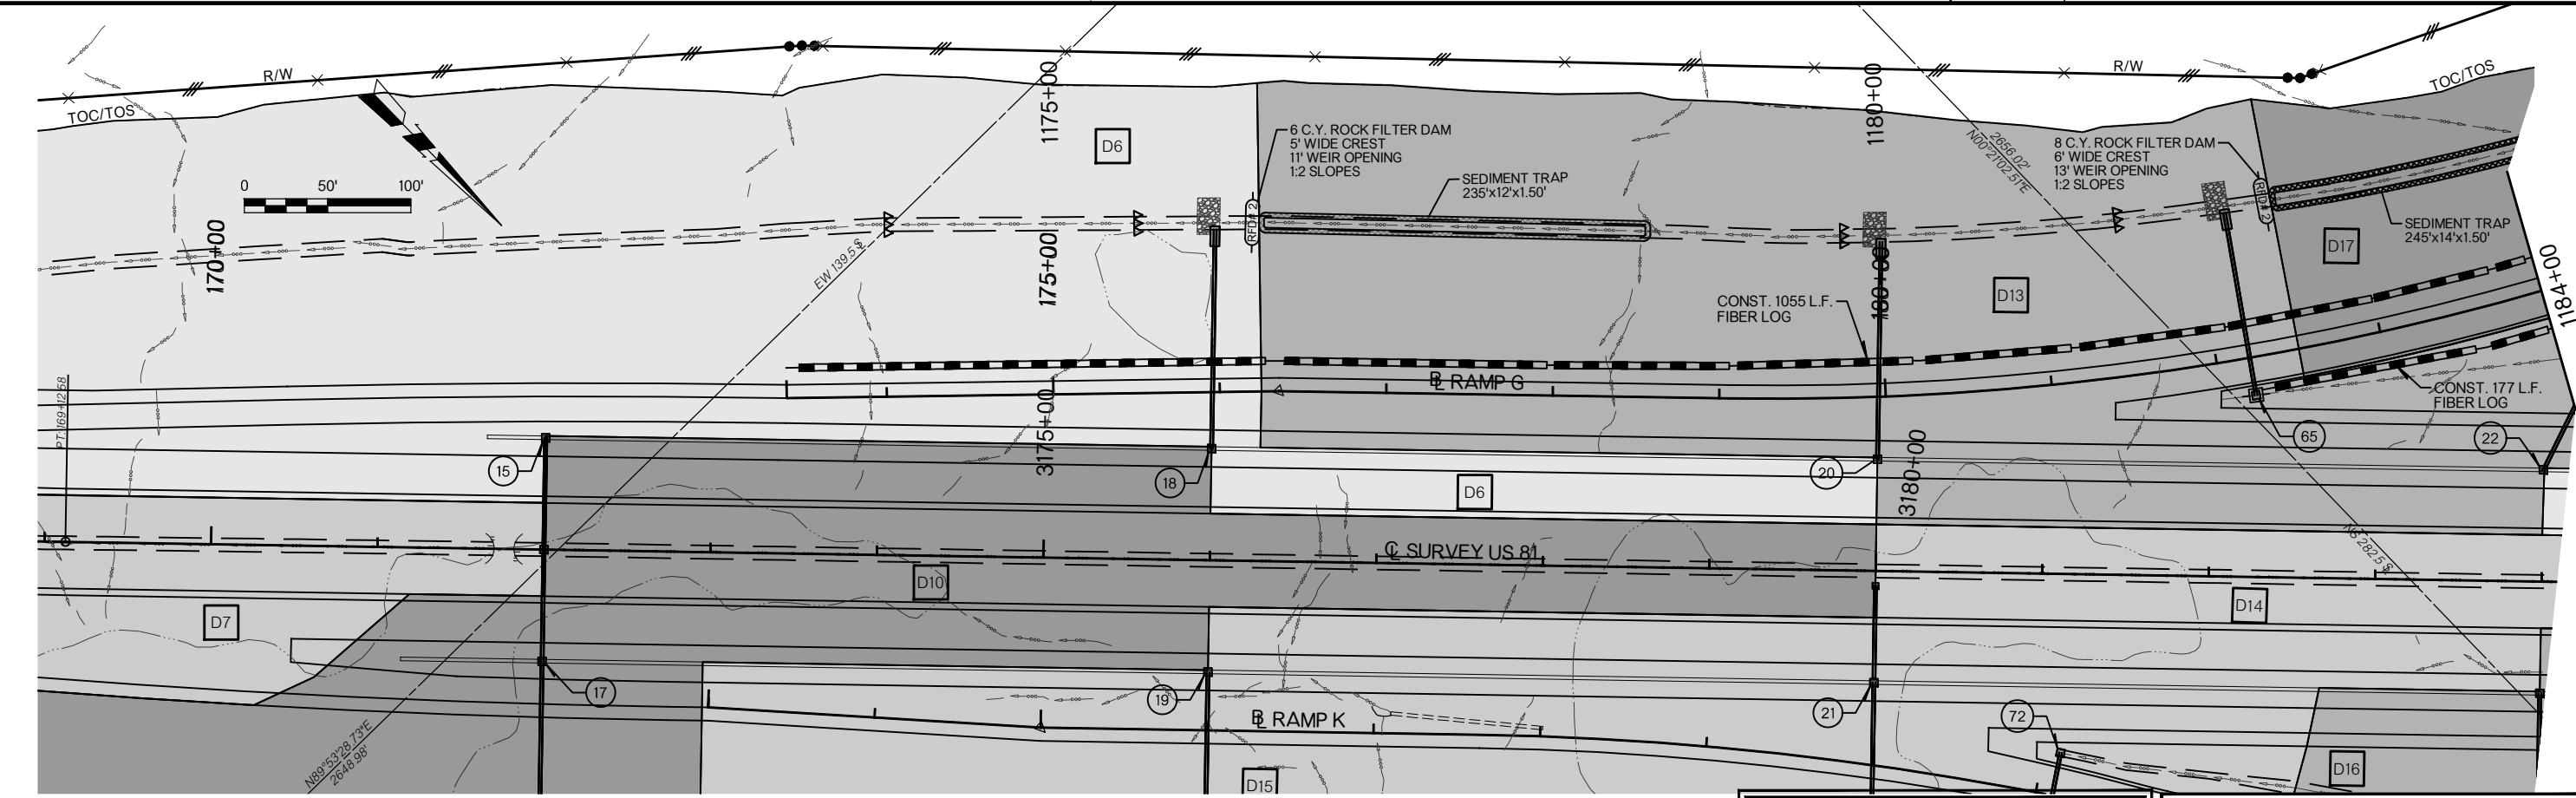 R/W
R/W
TOC/TOS
TOC/TOS
1175+00
1180+00
D6
6 C.Y. ROCK FILTER DAM
5' WIDE CREST
11' WEIR OPENING
1:2 SLOPES
SEDIMENT TRAP
235'x12'x1.50'
2656.02'
N00°21'02.51"E
8 C.Y. ROCK FILTER DAM
6' WIDE CREST
13' WEIR OPENING
1:2 SLOPES
0 50' 100'
RFD# 2
RFD# 2
SEDIMENT TRAP
245'x14'x1.50'
170+00
175+00
180+00
EW 139.5 ℄
D17
D13
1184+00
CONST. 1055 L.F.
FIBER LOG
PT: 169+12.58
℄ RAMP G
CONST. 177 L.F.
FIBER LOG
3175+00
3180+00
65
22
15
18
20
D6
℄ SURVEY US 81
NS 282.5 ℄
D10
D7
D14
17
19
21
72
℄ RAMP K
N89°53'28.73"E
2648.98'
D15
D16